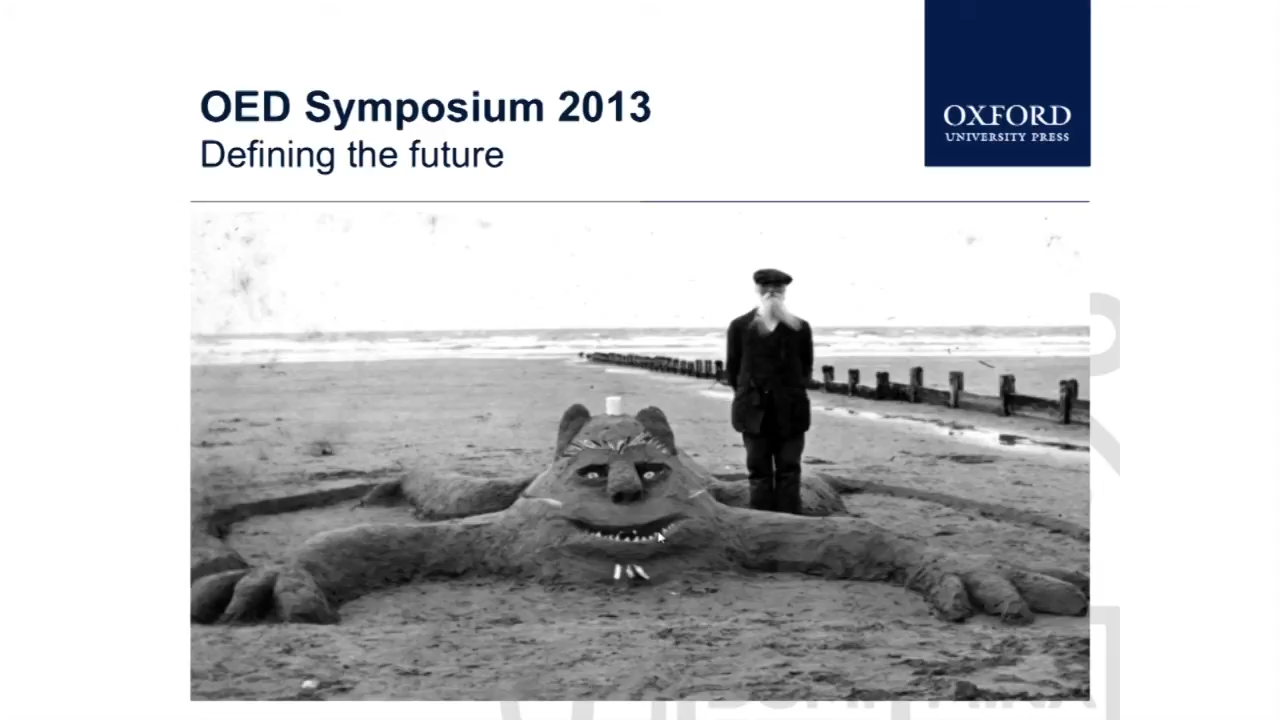 OED Symposium 2013
Defining the future
OXFORD
UNIVERSITY PRESS